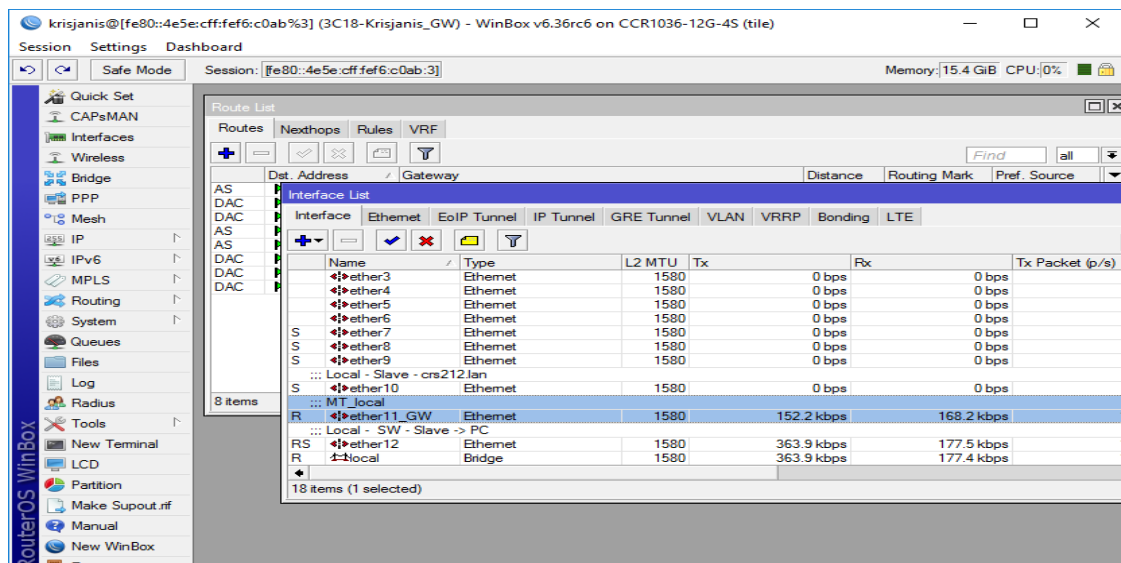 krisjanis@[fe80::4e5e:cff:fef6:c0ab%3] (3C18-Krisjanis_GW) - WinBox v6.36rc6 on CCR1036-12G-4S (tile)
Session Settings Dashboard
Safe Mode Session: [fe80::4e5e:cff:fef6:c0ab:3] Memory: 15.4 GiB CPU: 0%
Quick Set
CAPsMAN
Interfaces
Wireless
Bridge
PPP
Mesh
IP
IPv6
MPLS
Routing
System
Queues
Files
Log
Radius
Tools
New Terminal
LCD
Partition
Make Supout.rif
Manual
New WinBox
RouterOS WinBox
Route List
Routes Nexthops Rules VRF
Find all
Dst. Address Gateway Distance Routing Mark Pref. Source
AS
DAC
DAC
AS
AS
DAC
DAC
DAC
8 items
Interface List
Interface Ethernet EoIP Tunnel IP Tunnel GRE Tunnel VLAN VRRP Bonding LTE
Name Type L2 MTU Tx Rx Tx Packet (p/s)
ether3 Ethernet 1580 0 bps 0 bps
ether4 Ethernet 1580 0 bps 0 bps
ether5 Ethernet 1580 0 bps 0 bps
ether6 Ethernet 1580 0 bps 0 bps
S ether7 Ethernet 1580 0 bps 0 bps
S ether8 Ethernet 1580 0 bps 0 bps
S ether9 Ethernet 1580 0 bps 0 bps
::: Local - Slave - crs212.lan
S ether10 Ethernet 1580 0 bps 0 bps
::: MT_local
R ether11_GW Ethernet 1580 152.2 kbps 168.2 kbps
::: Local - SW - Slave -> PC
RS ether12 Ethernet 1580 363.9 kbps 177.5 kbps
R local Bridge 1580 363.9 kbps 177.4 kbps
18 items (1 selected)